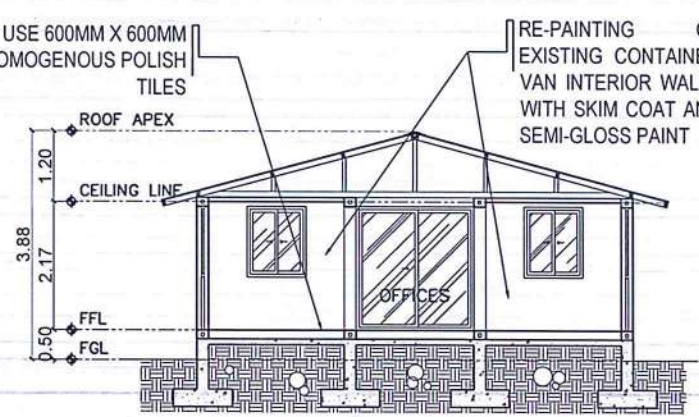 USE 600MM X 600MM
OMOGENOUS POLISH
TILES
RE-PAINTING
EXISTING CONTAINE
VAN INTERIOR WAL
WITH SKIM COAT AN
SEMI-GLOSS PAINT
ROOF APEX
1.20
CEILING LINE
3.88
2.17
OFFICES
FFL
0.50
FGL